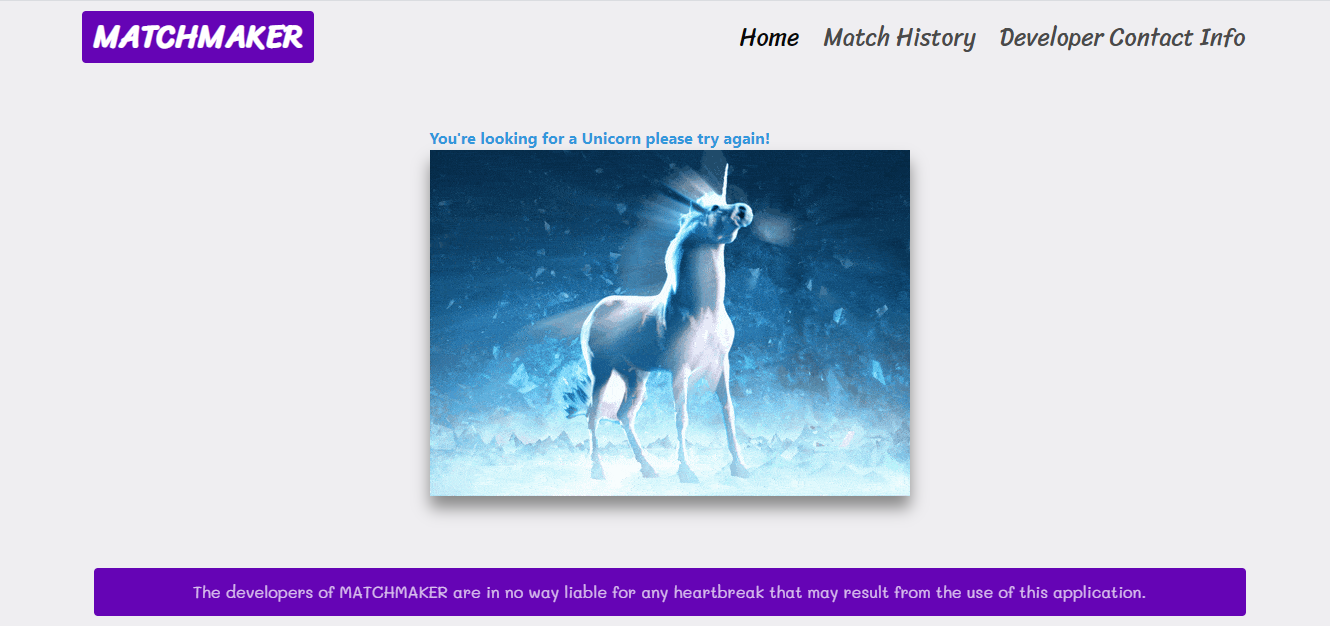 MATCHMAKER
Home Match History Developer Contact Info
You're looking for a Unicorn please try again!
The developers of MATCHMAKER are in no way liable for any heartbreak that may result from the use of this application.